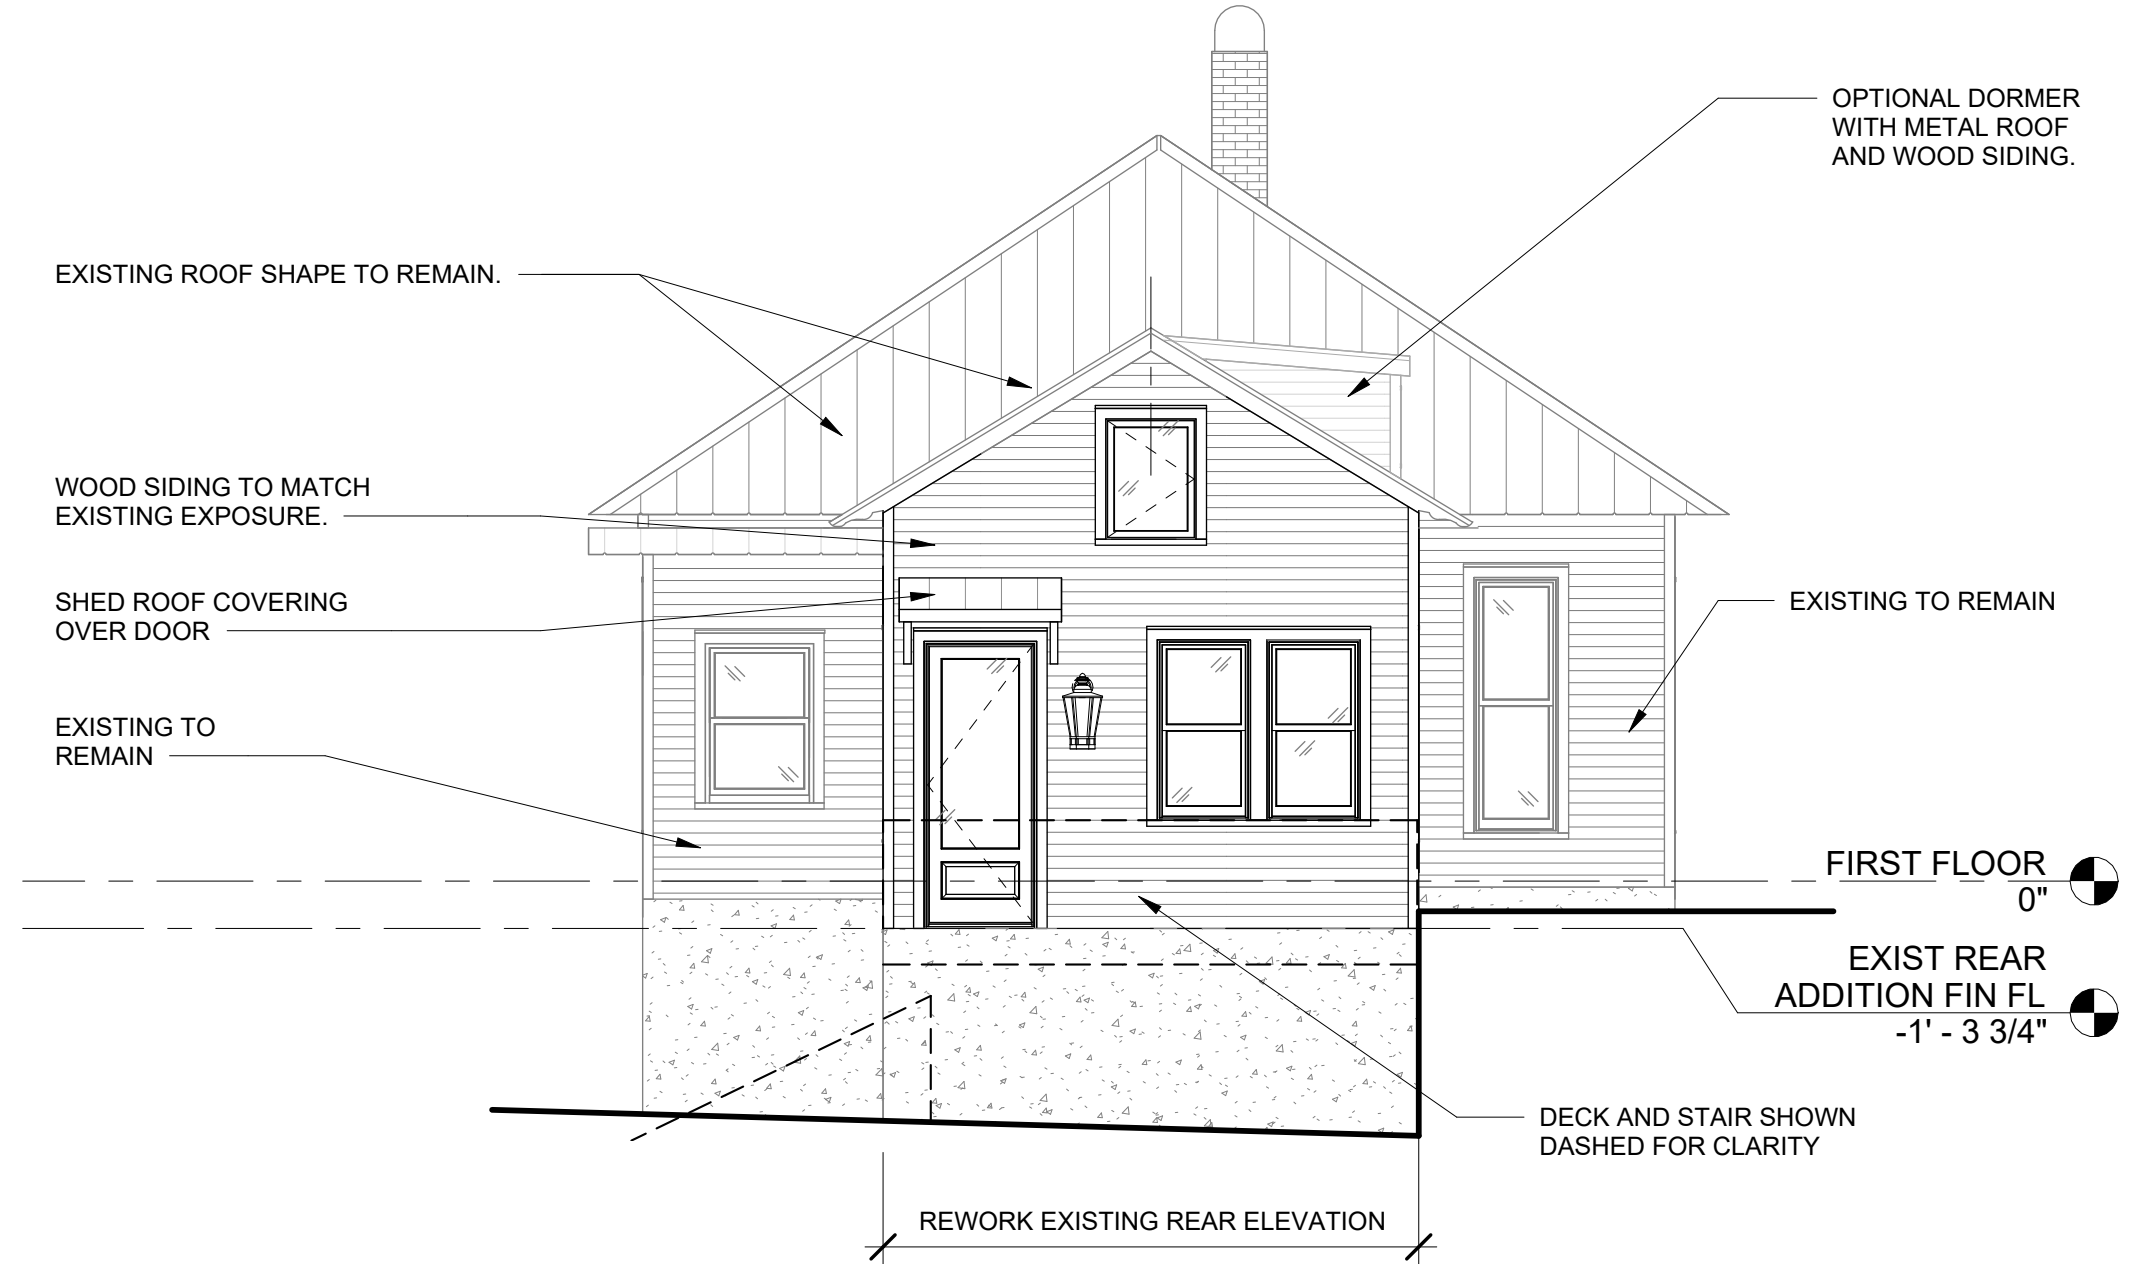 OPTIONAL DORMER
WITH METAL ROOF
AND WOOD SIDING.
EXISTING ROOF SHAPE TO REMAIN.
WOOD SIDING TO MATCH
EXISTING EXPOSURE.
SHED ROOF COVERING
OVER DOOR
EXISTING TO REMAIN
EXISTING TO
REMAIN
FIRST FLOOR
0"
EXIST REAR
ADDITION FIN FL
-1' - 3 3/4"
DECK AND STAIR SHOWN
DASHED FOR CLARITY
REWORK EXISTING REAR ELEVATION